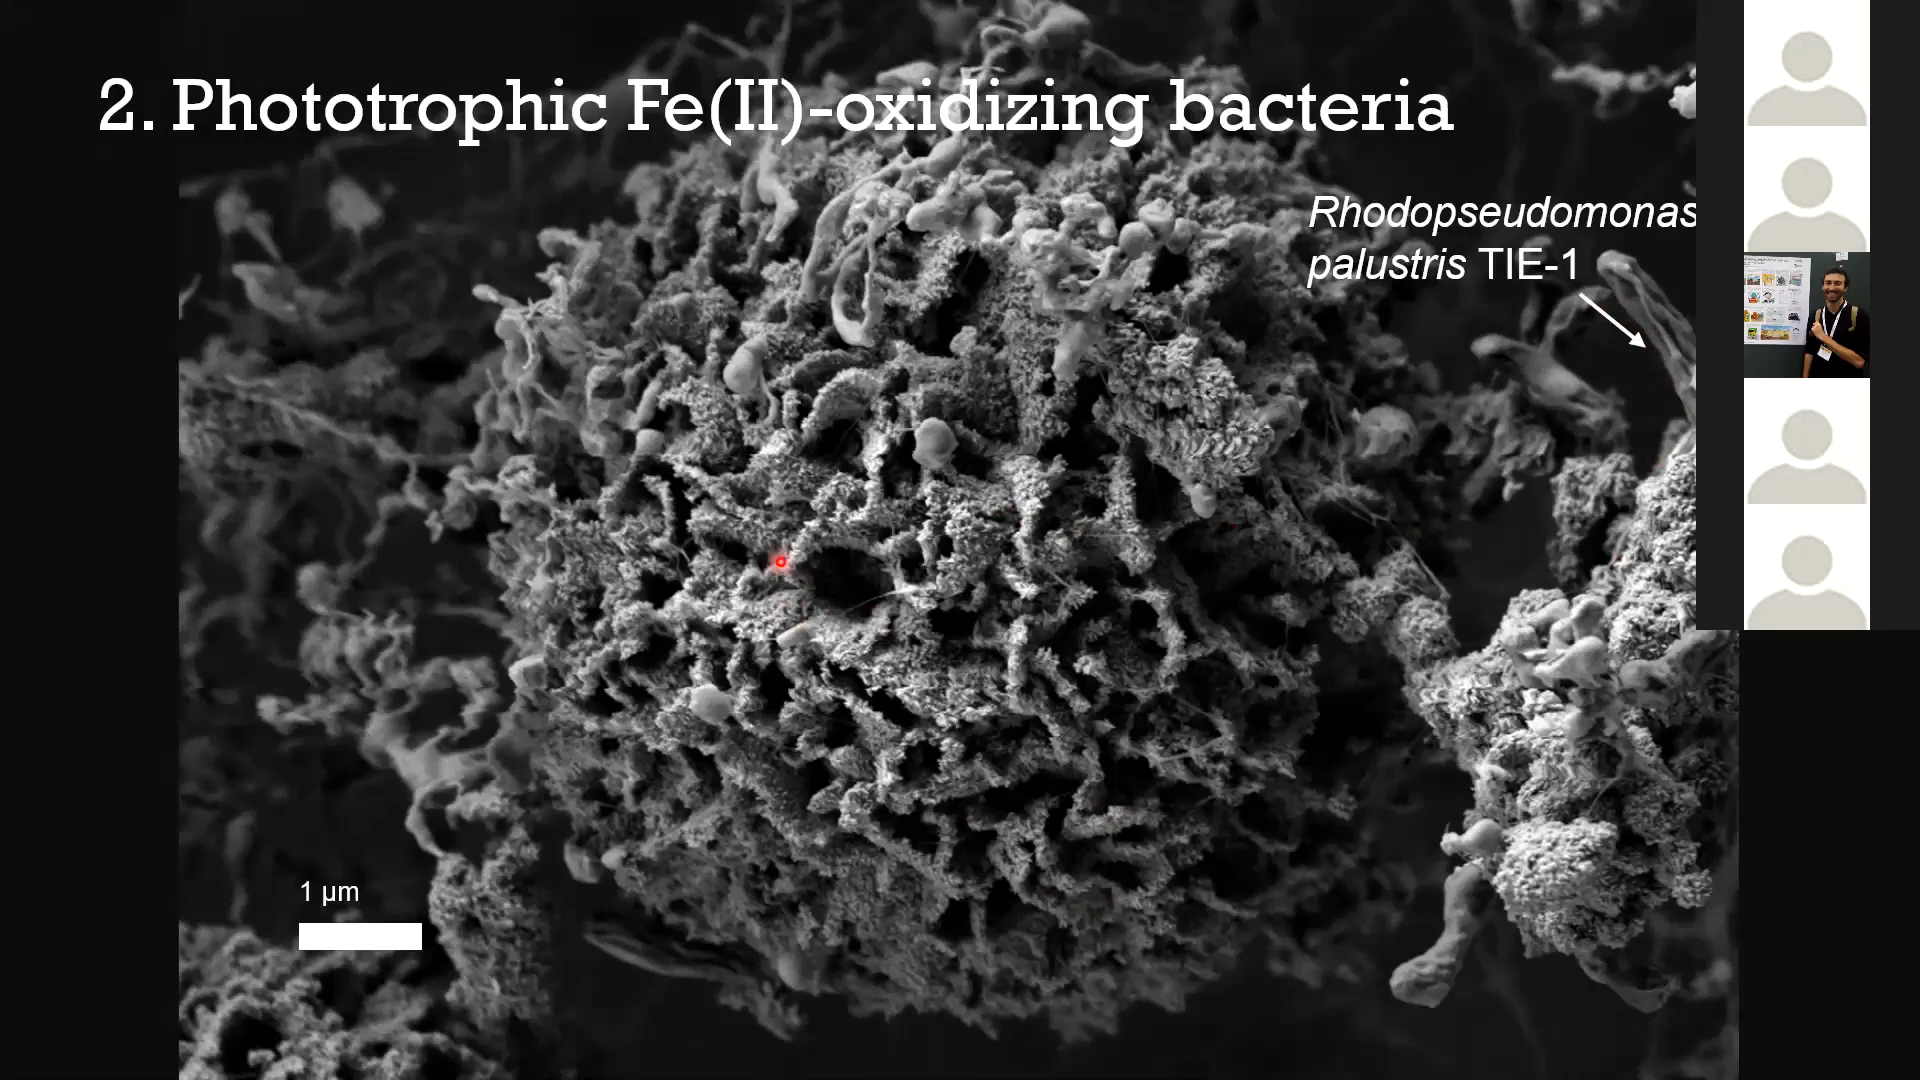 2. Phototrophic Fe(II)-oxidizing bacteria
Rhodopseudomonas
palustris TIE-1
1 µm